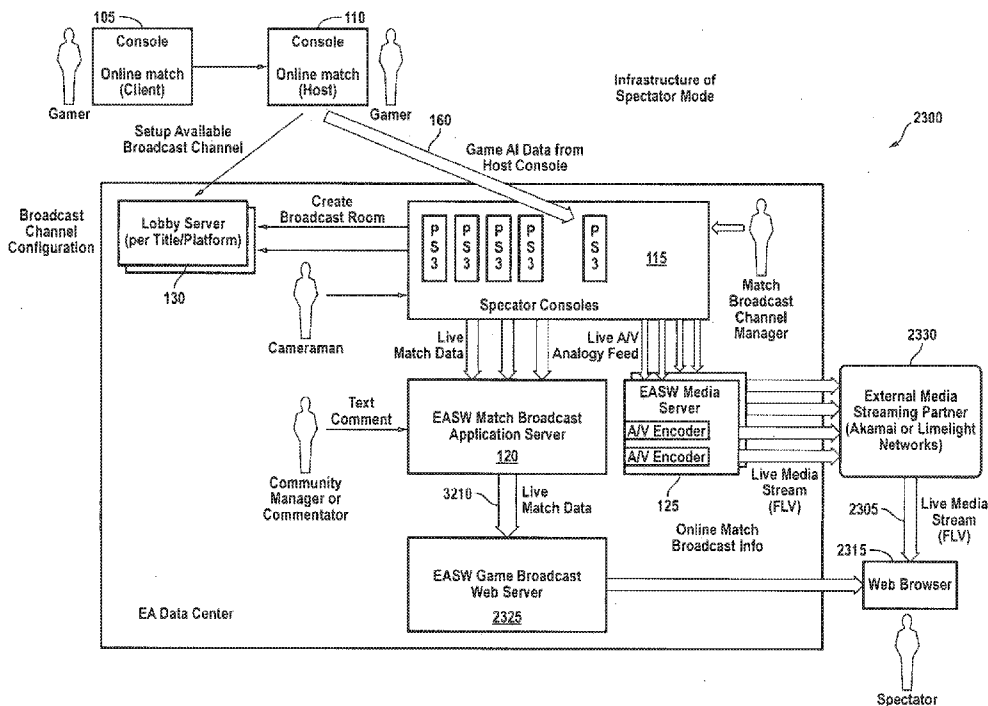 105
110
Console
Online match
(Client)
Console
Online match
(Host)
Gamer
Gamer
Infrastructure of
Spectator Mode
2300
Setup Available
Broadcast Channel
160
Game AI Data from
Host Console
Broadcast
Channel
Configuration
Lobby Server
(per Title/Platform)
130
Create
Broadcast Room
PS3
PS3
PS3
PS3
PS3
115
Specator Consoles
Match
Broadcast
Channel
Manager
Cameraman
Live
Match Data
Live A/V
Analogy Feed
2330
Text
Comment
EASW Match Broadcast
Application Server
120
EASW Media
Server
A/V Encoder
A/V Encoder
External Media
Streaming Partner
(Akamai or Limelight
Networks)
Community
Manager or
Commentator
3210
Live
Match Data
125
Live Media
Stream
(FLV)
2305
Live Media
Stream
(FLV)
Online Match
Broadcast Info
2315
EASW Game Broadcast
Web Server
2325
Web Browser
EA Data Center
Spectator